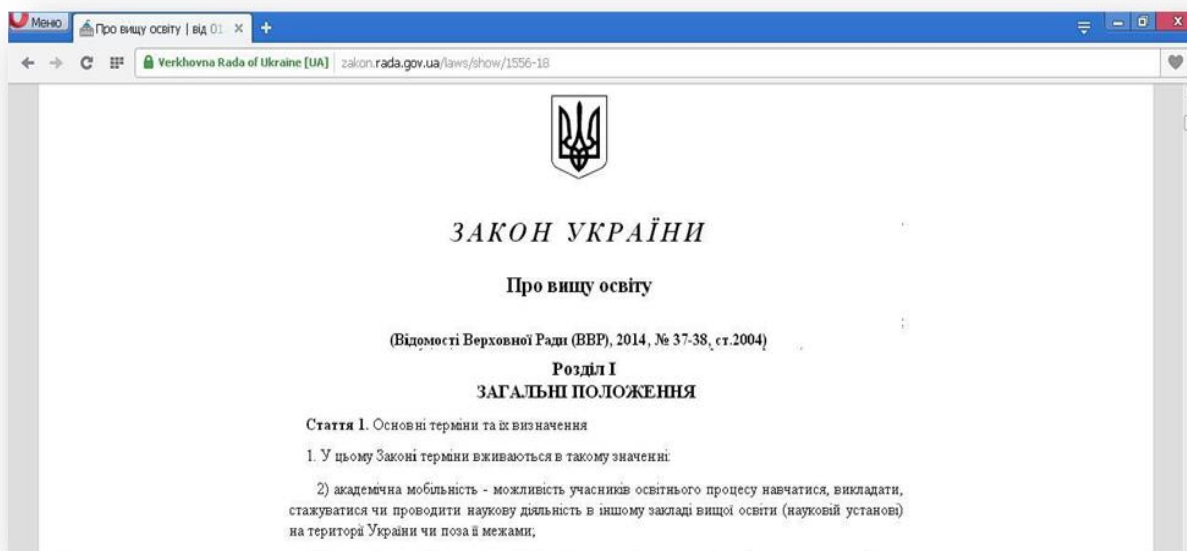 Меню
Про вищу освіту | від 01.
Verkhovna Rada of Ukraine [UA] zakon.rada.gov.ua/laws/show/1556-18
ЗАКОН УКРАЇНИ
Про вищу освіту
(Відомості Верховної Ради (ВВР), 2014, № 37-38, ст.2004)
Розділ I
ЗАГАЛЬНІ ПОЛОЖЕННЯ
Стаття 1. Основні терміни та їх визначення
1. У цьому Законі терміни вживаються в такому значенні:
2) академічна мобільність - можливість учасників освітнього процесу навчатися, викладати,
стажуватися чи проводити наукову діяльність в іншому закладі вищої освіти (науковій установі)
на території України чи поза її межами;